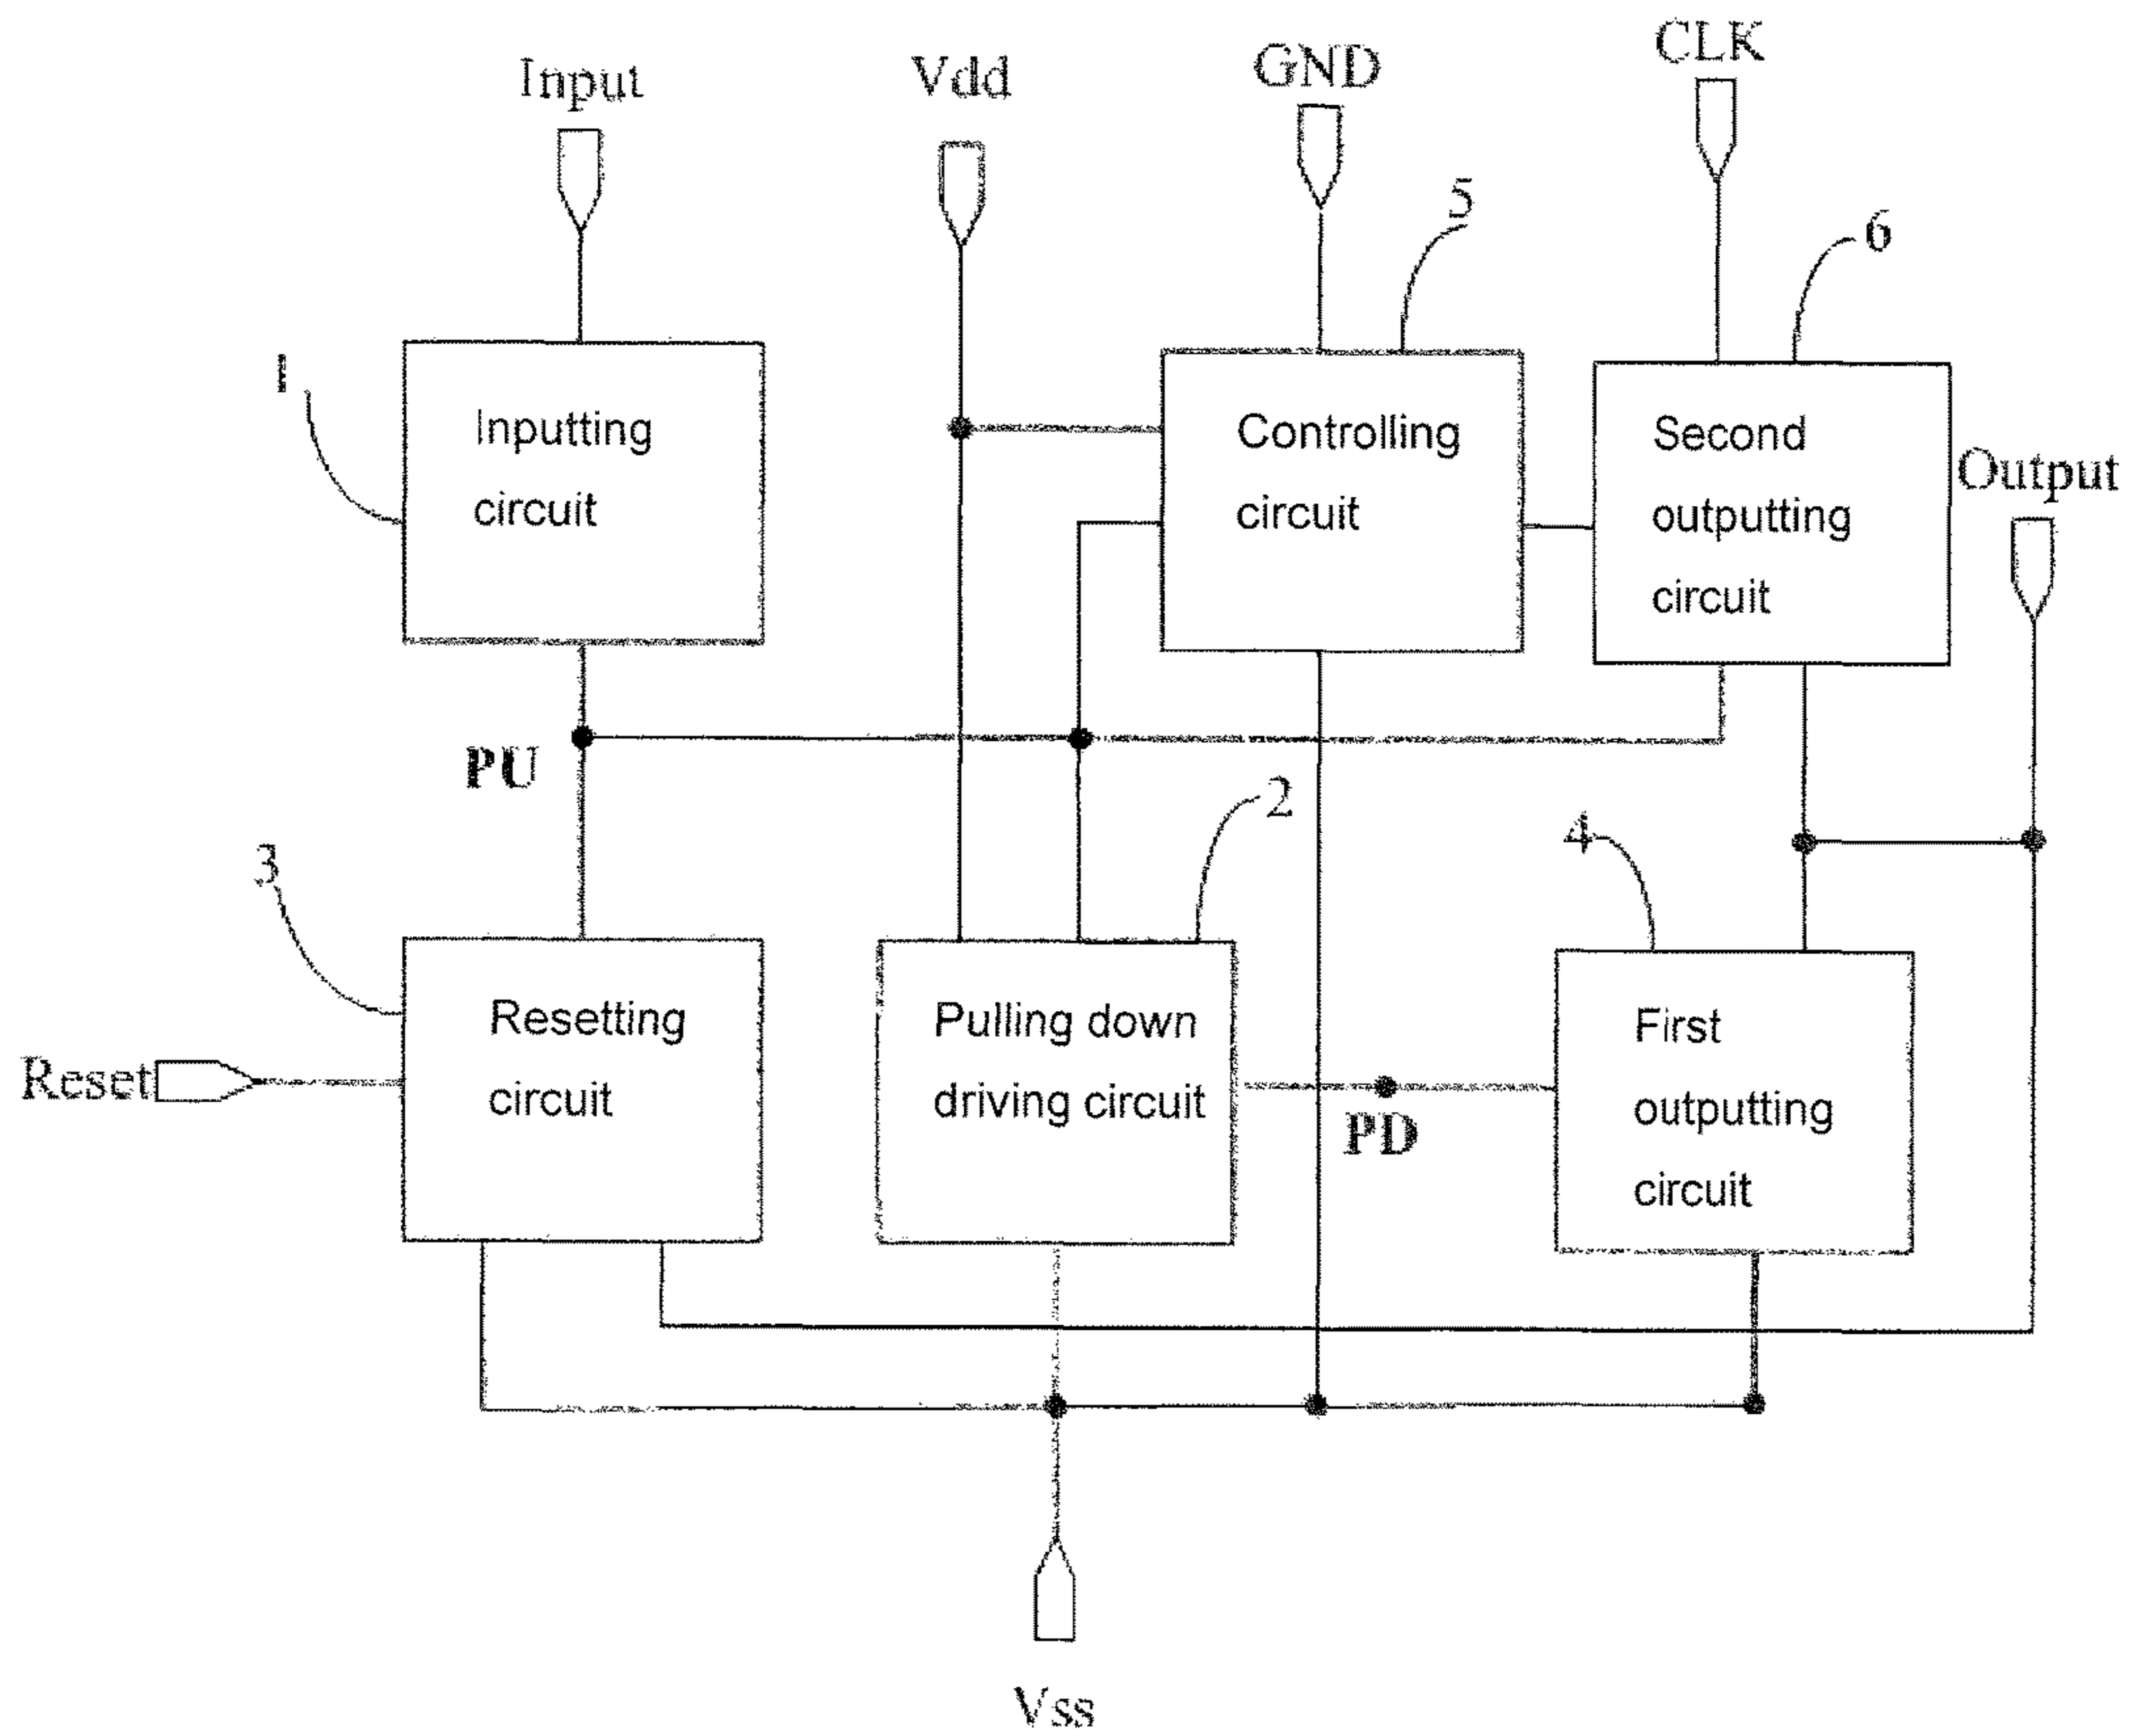 Input
Vdd
GND
CLK
5
6
1
Inputting
circuit
Controlling
circuit
Second
outputting
circuit
Output
PU
2
4
3
Resetting
circuit
Pulling down
driving circuit
First
outputting
circuit
Reset
PD
Vss